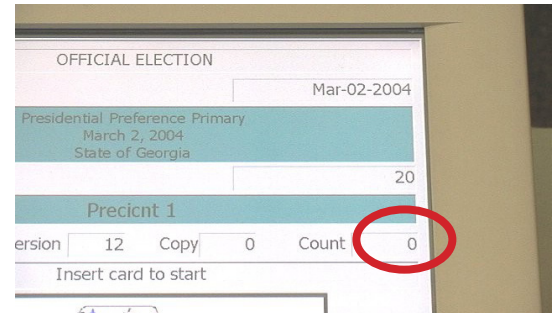 OFFICIAL ELECTION
Mar-02-2004
Presidential Preference Primary
March 2, 2004
State of Georgia
20
Precicnt 1
ersion 12 Copy 0 Count 0
Insert card to start